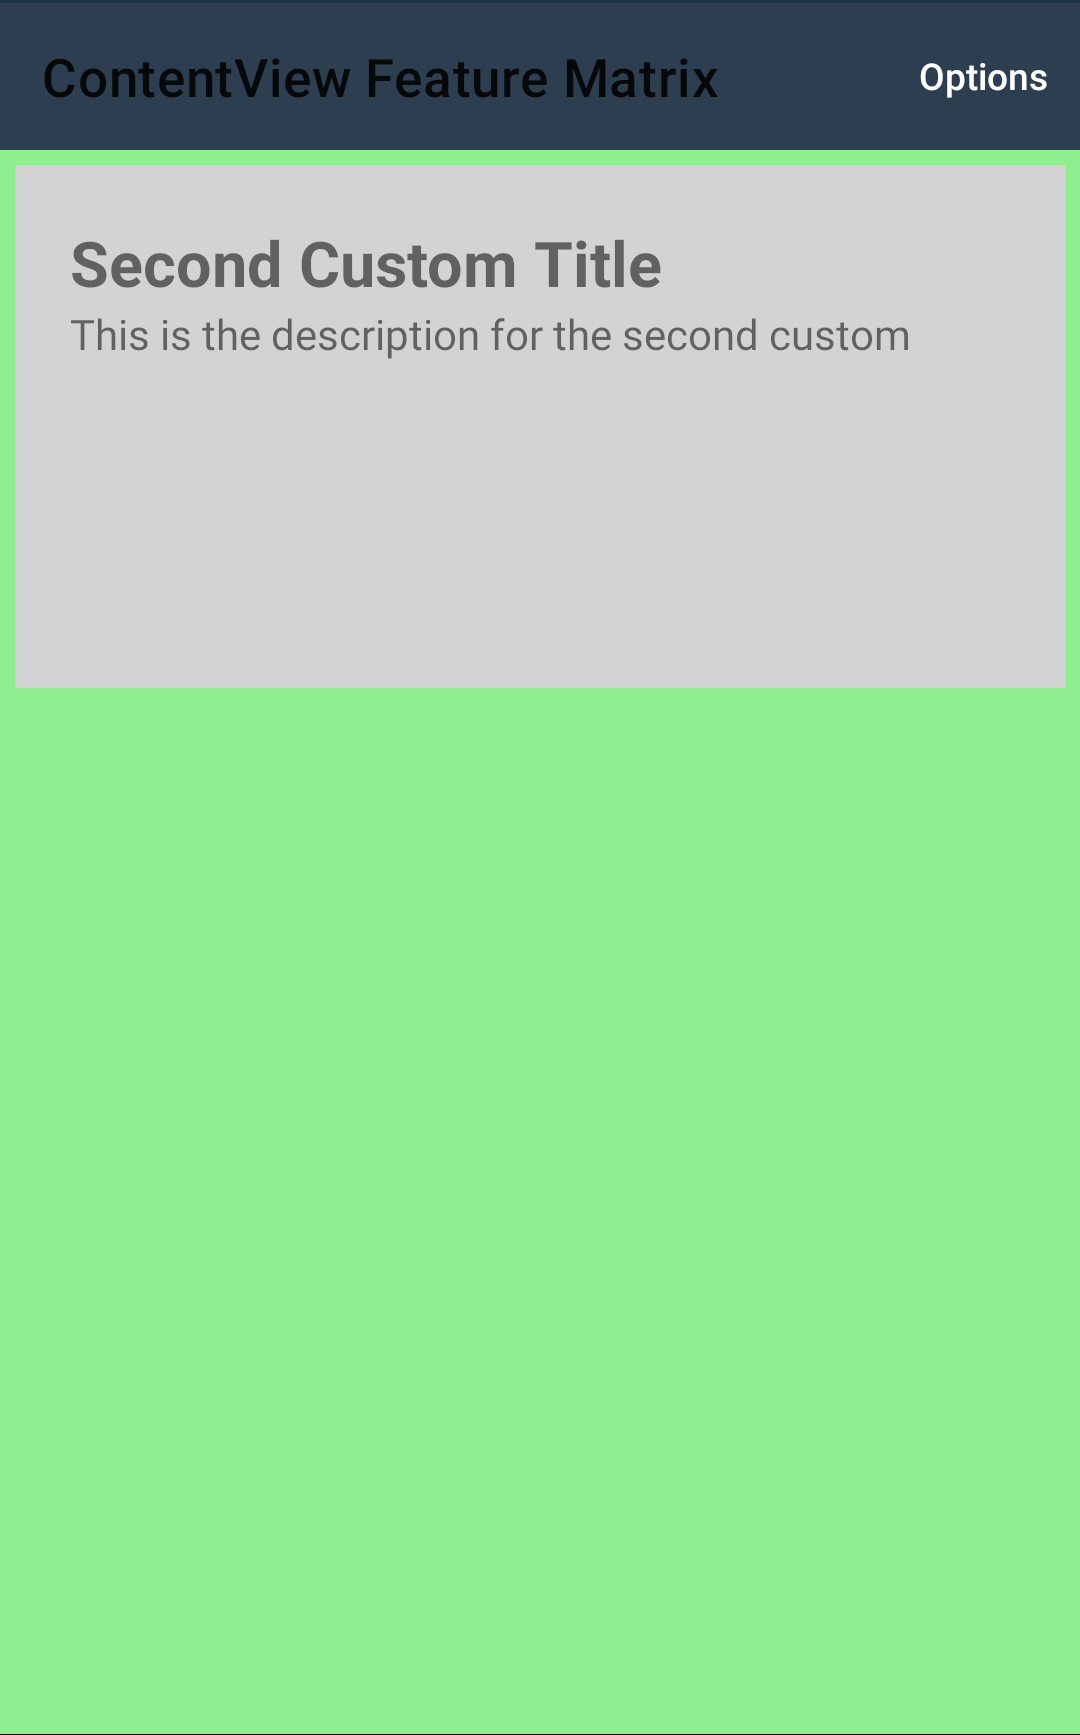 ContentView Feature Matrix
Options
Second Custom Title
This is the description for the second custom